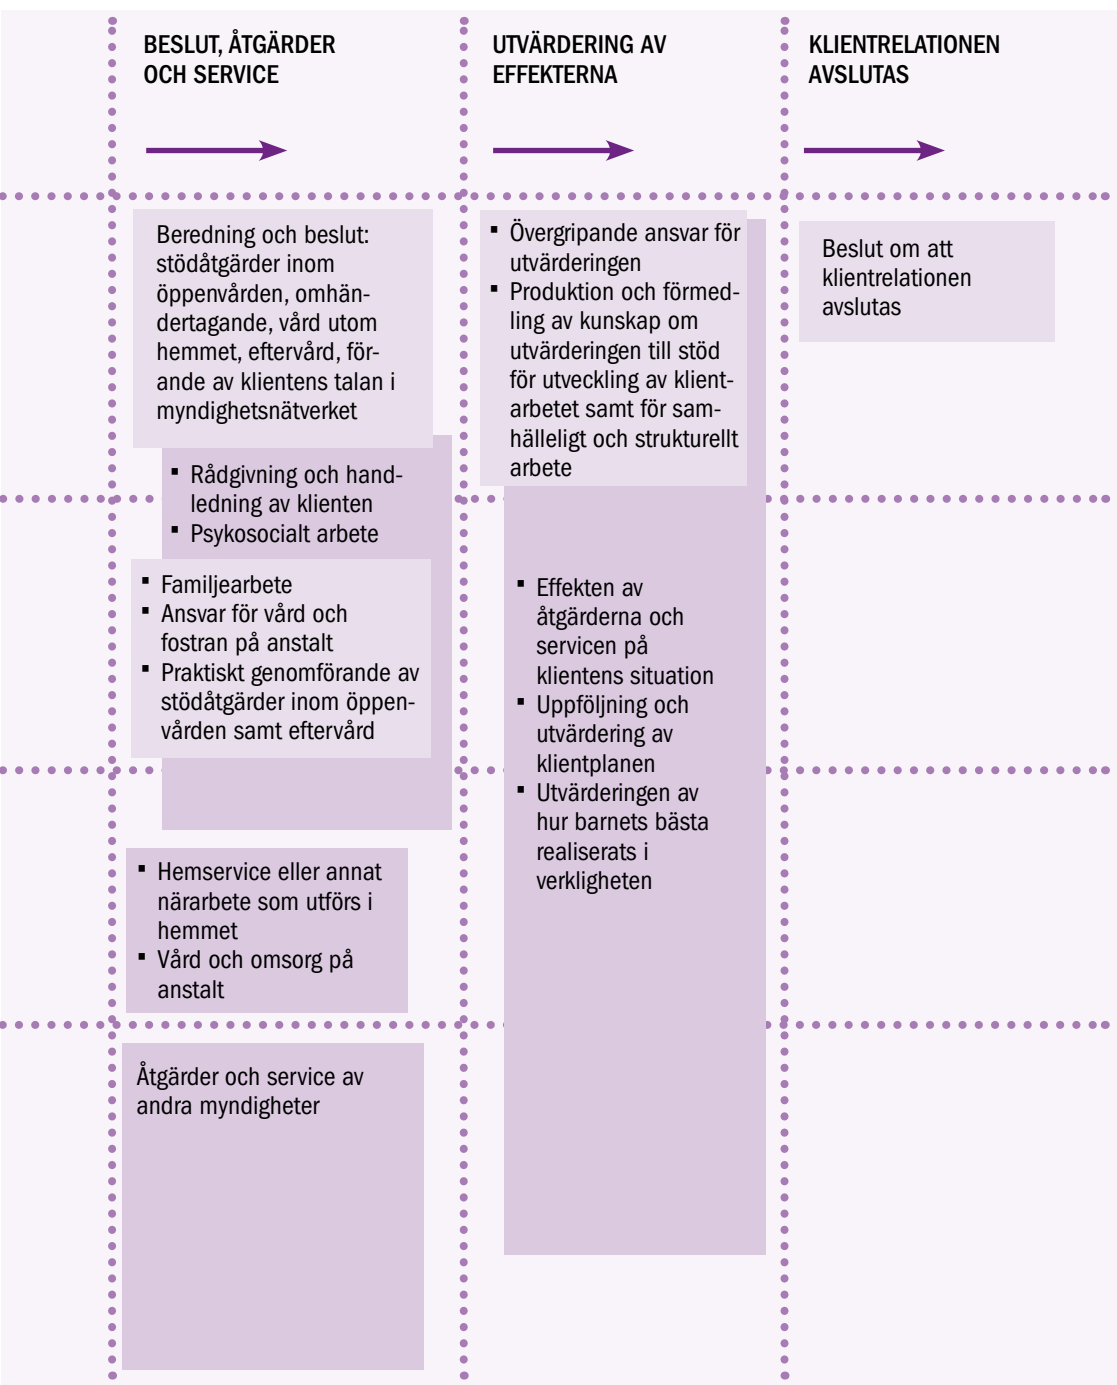 BESLUT, ÅTGÄRDER
OCH SERVICE
UTVÄRDERING AV
EFFEKTERNA
KLIENTRELATIONEN
AVSLUTAS
Beredning och beslut:
stödåtgärder inom
öppenvården, omhän-
dertagande, vård utom
hemmet, eftervård, för-
ande av klientens talan i
myndighetsnätverket
▪ Rådgivning och hand-
ledning av klienten
▪ Psykosocialt arbete
▪ Familjearbete
▪ Ansvar för vård och
fostran på anstalt
▪ Praktiskt genomförande av
stödåtgärder inom öppen-
vården samt eftervård
▪ Hemservice eller annat
närarbete som utförs i
hemmet
▪ Vård och omsorg på
anstalt
Åtgärder och service av
andra myndigheter
▪ Övergripande ansvar för
utvärderingen
▪ Produktion och förmed-
ling av kunskap om
utvärderingen till stöd
för utveckling av klient-
arbetet samt för sam-
hälleligt och strukturellt
arbete
▪ Effekten av
åtgärderna och
servicen på
klientens situation
▪ Uppföljning och
utvärdering av
klientplanen
▪ Utvärderingen av
hur barnets bästa
realiserats i
verkligheten
Beslut om att
klientrelationen
avslutas